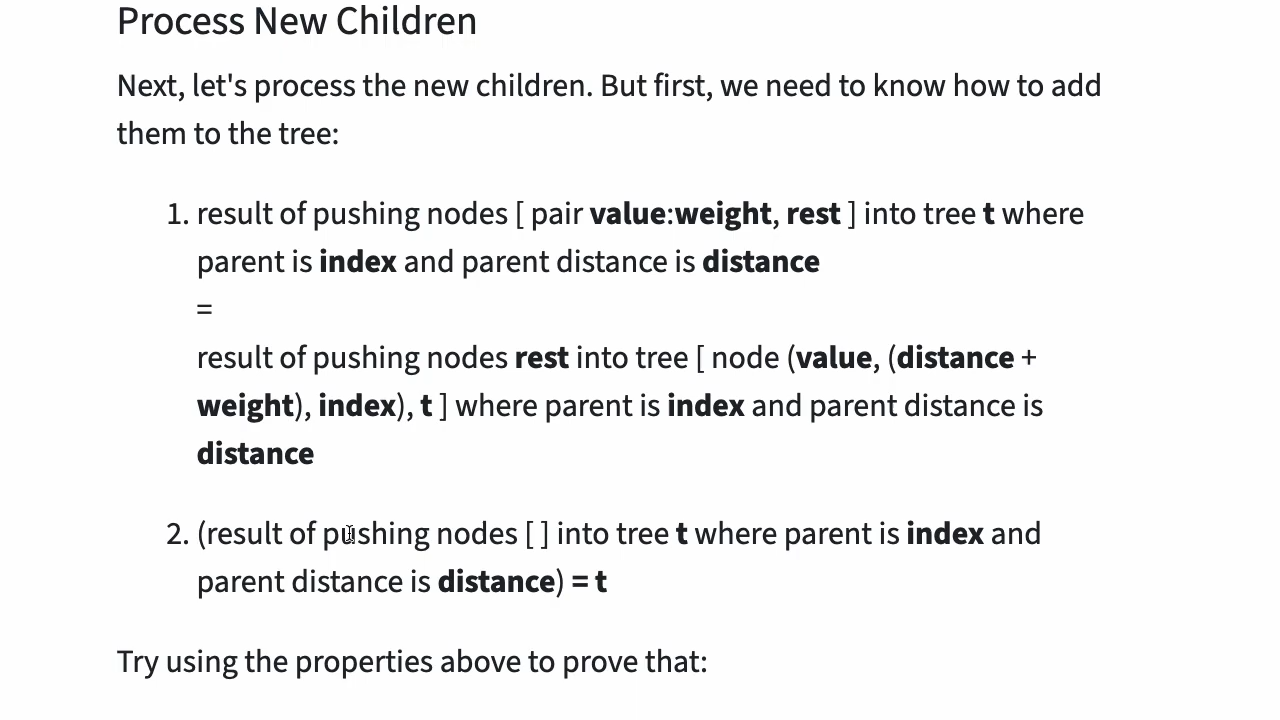 Process New Children
Next, let's process the new children. But first, we need to know how to add
them to the tree:
1. result of pushing nodes [ pair value:weight, rest ] into tree t where
parent is index and parent distance is distance
=
result of pushing nodes rest into tree [ node (value, (distance +
weight), index), t ] where parent is index and parent distance is
distance
2. (result of pushing nodes [ ] into tree t where parent is index and
parent distance is distance) = t
Try using the properties above to prove that: